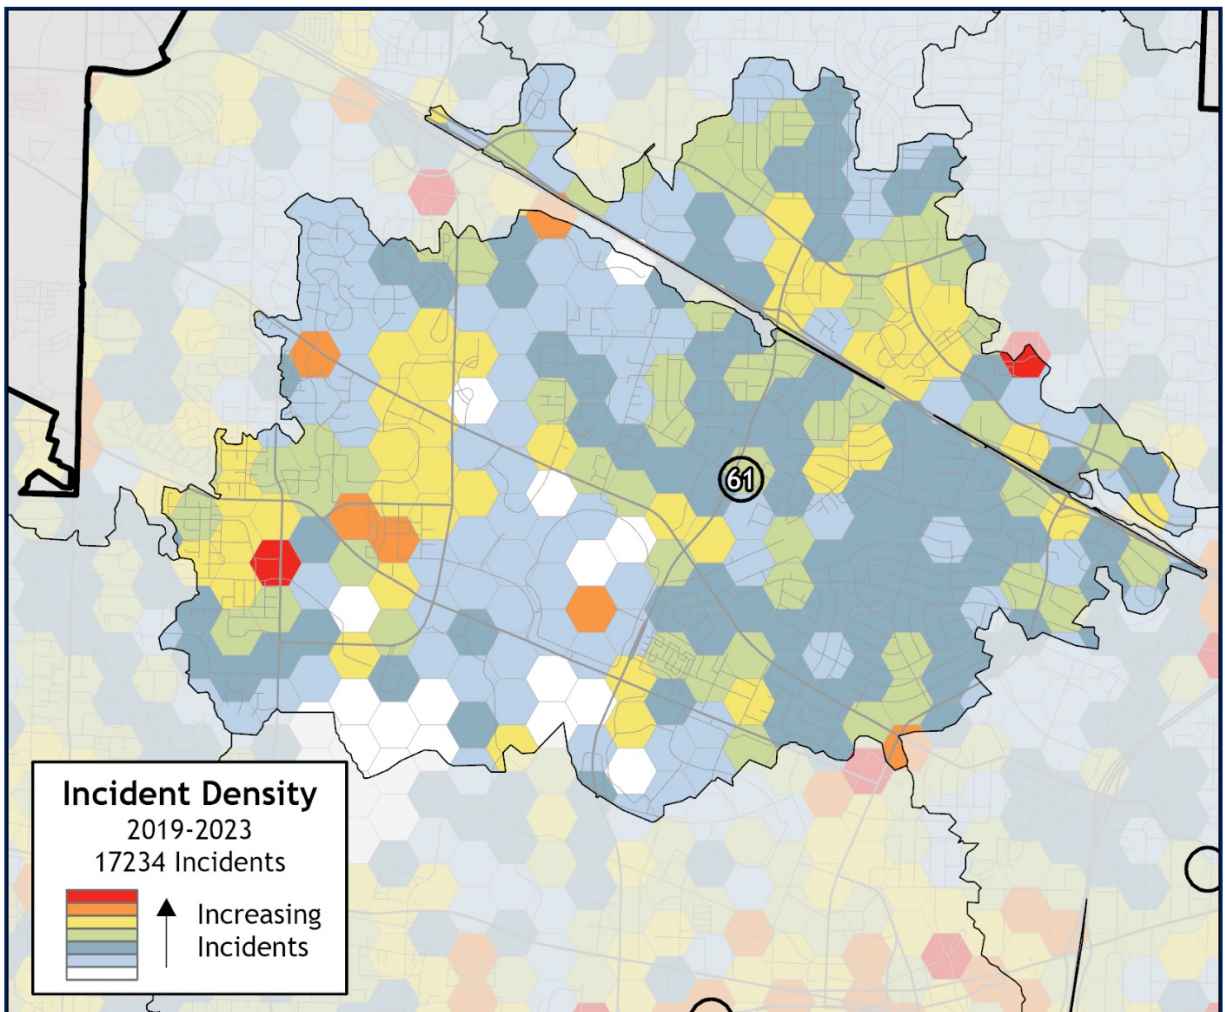 61
Incident Density
2019-2023
17234 Incidents
Increasing
Incidents